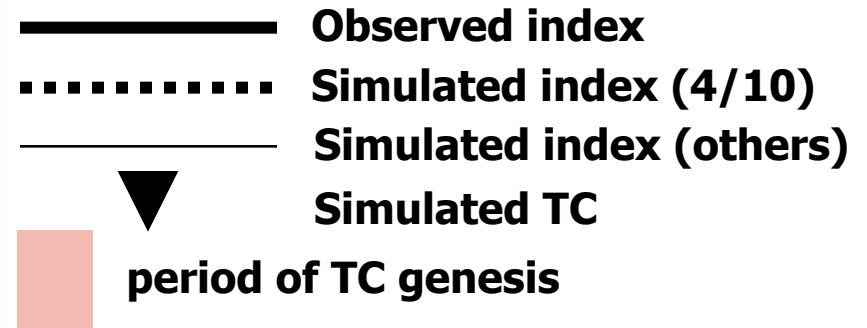 Observed index
Simulated index (4/10)
Simulated index (others)
Simulated TC
period of TC genesis